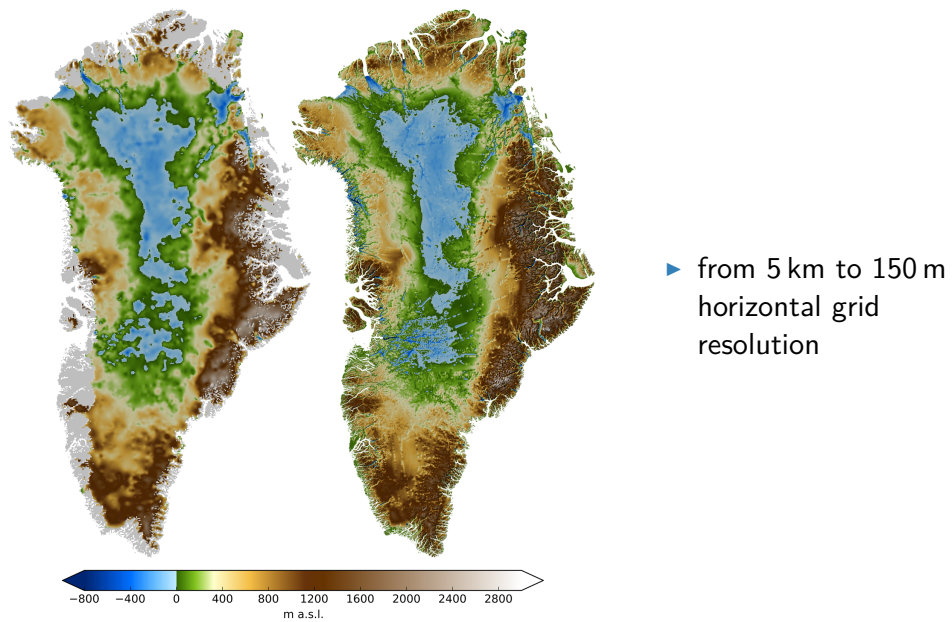 ► from 5 km to 150 m
horizontal grid
resolution
−800 −400 0 400 800 1200 1600 2000 2400 2800
m a.s.l.